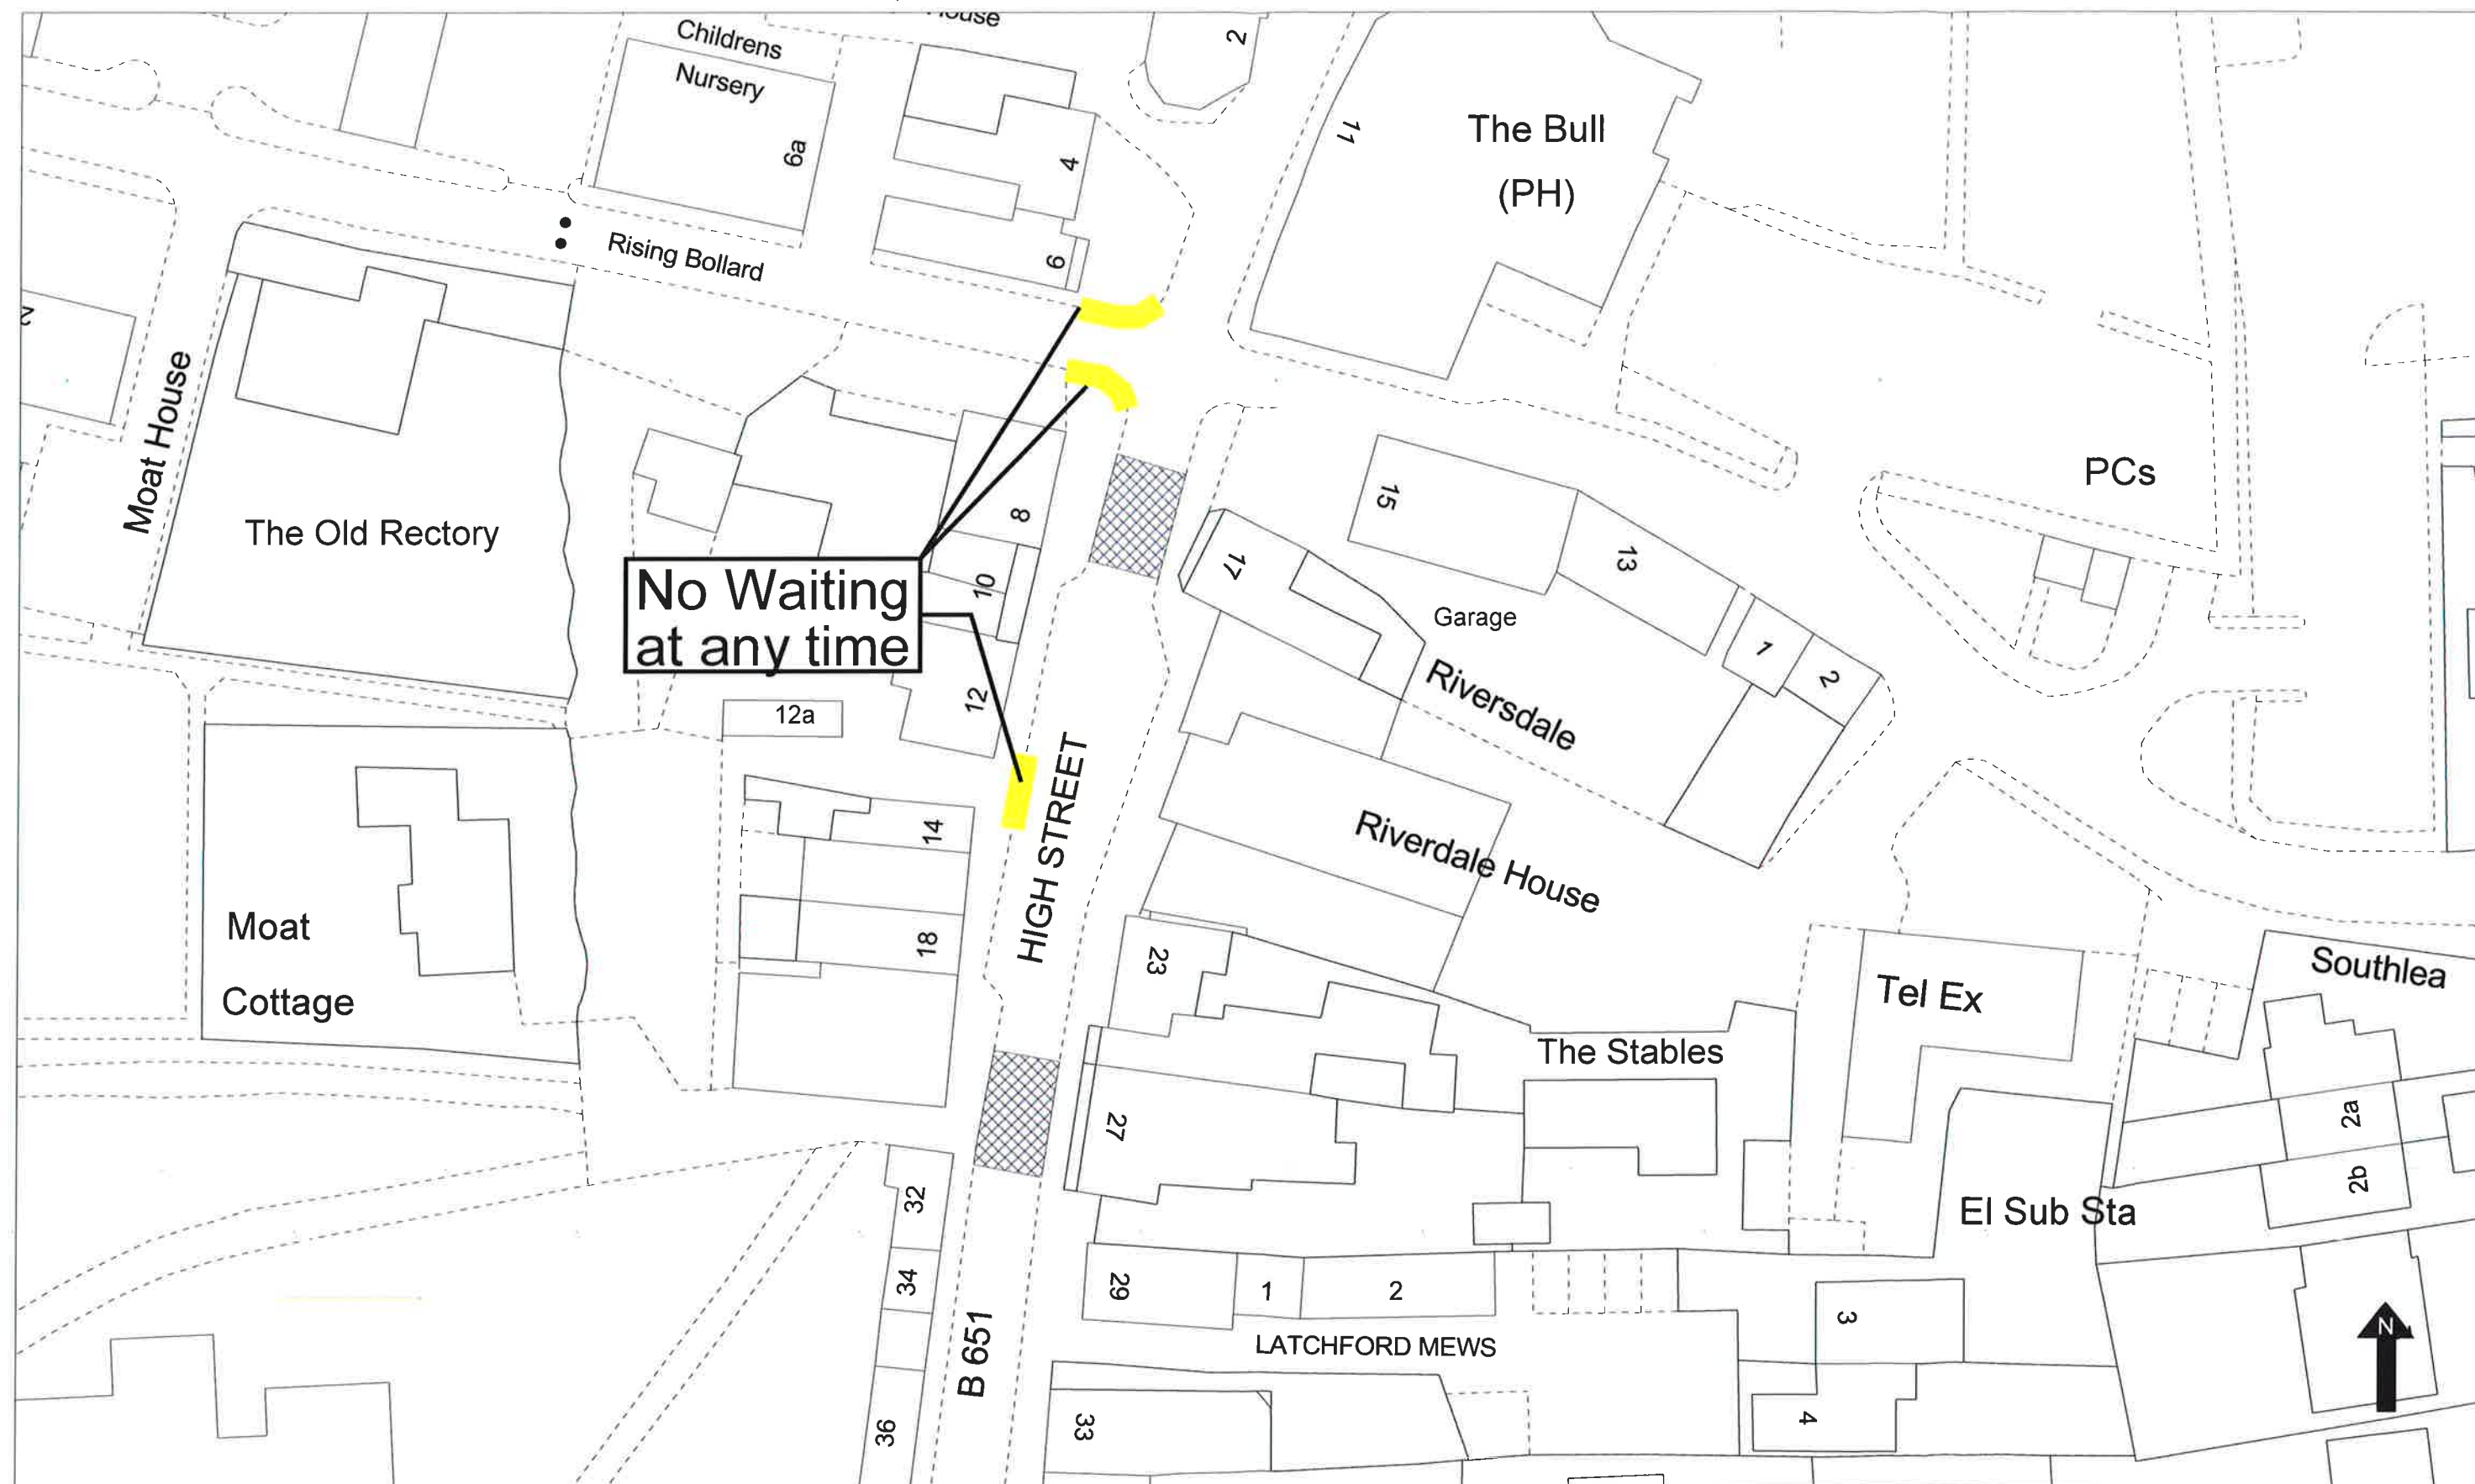 House
Childrens
Nursery
6a
2
4
6
11
The Bull
(PH)
Rising Bollard
2
Moat House
The Old Rectory
8
10
12
12a
No Waiting
at any time
15
13
17
Garage
1
2
PCs
Riversdale
Riverdale House
HIGH STREET
14
18
Moat
Cottage
23
27
Tel Ex
Southlea
The Stables
2a
2b
El Sub Sta
32
34
36
29
1
2
LATCHFORD MEWS
B 651
33
3
4
N